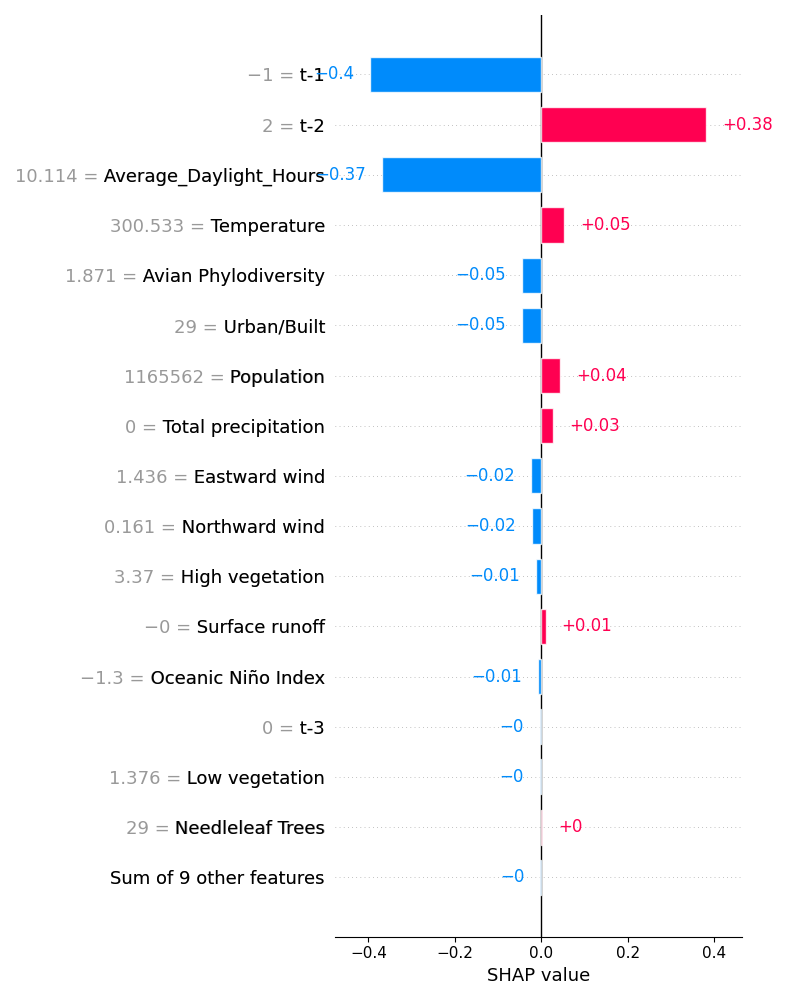 −1 = t-1 −0.4
2 = t-2 +0.38
10.114 = Average_Daylight_Hours −0.37
300.533 = Temperature +0.05
1.871 = Avian Phylodiversity −0.05
29 = Urban/Built −0.05
1165562 = Population +0.04
0 = Total precipitation +0.03
1.436 = Eastward wind −0.02
0.161 = Northward wind −0.02
3.37 = High vegetation −0.01
−0 = Surface runoff +0.01
−1.3 = Oceanic Niño Index −0.01
0 = t-3 −0
1.376 = Low vegetation −0
29 = Needleleaf Trees +0
Sum of 9 other features −0
−0.4 −0.2 0.0 0.2 0.4
SHAP value